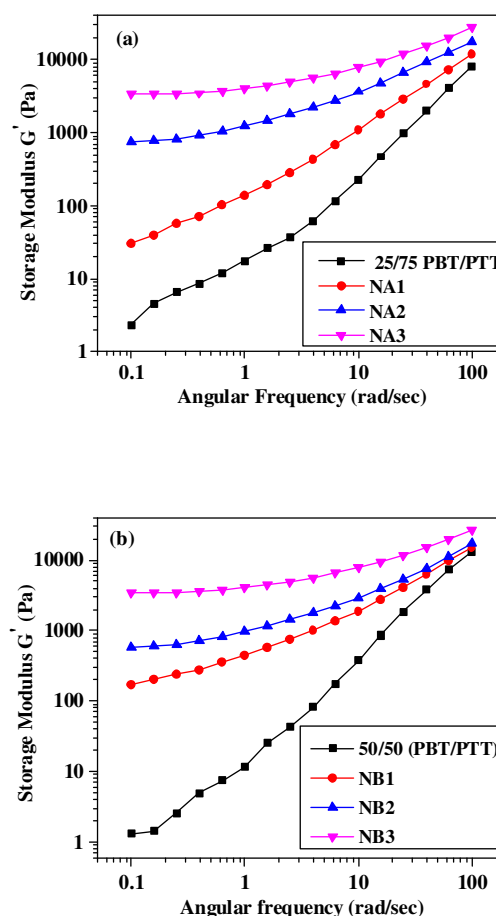 (a)
Storage Modulus G' (Pa)
10000
1000
100
10
1
25/75 PBT/PTT
NA1
NA2
NA3
0.1 1 10 100
Angular Frequency (rad/sec)
(b)
Storage Modulus G' (Pa)
10000
1000
100
10
1
50/50 (PBT/PTT)
NB1
NB2
NB3
0.1 1 10 100
Angular frequency (rad/sec)